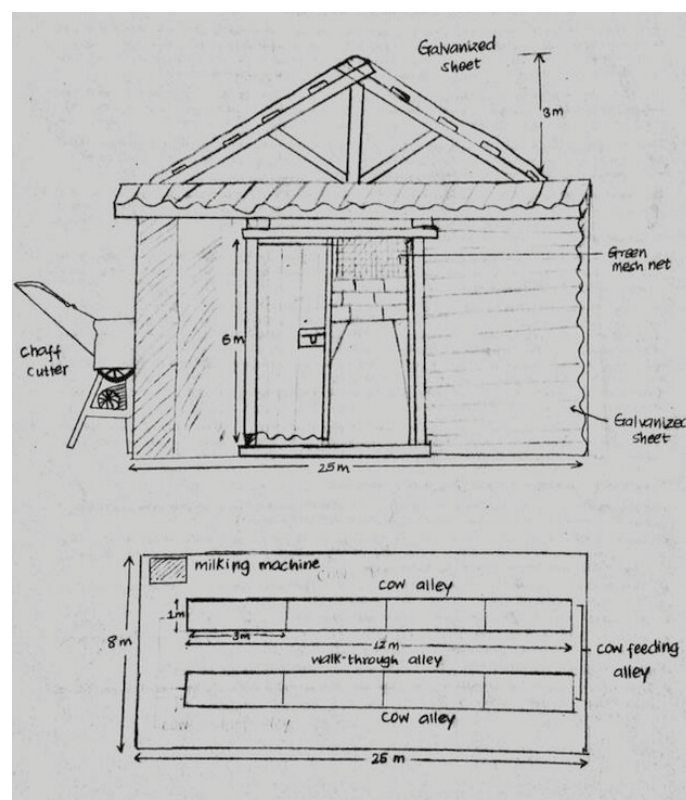 Galvanized
sheet
3m
Green
mesh net
6m
Chaff
cutter
Galvanized
sheet
25m
milking machine
cow alley
1m
3m
12m
8m
walk-through alley
cow feeding
alley
cow alley
25 m